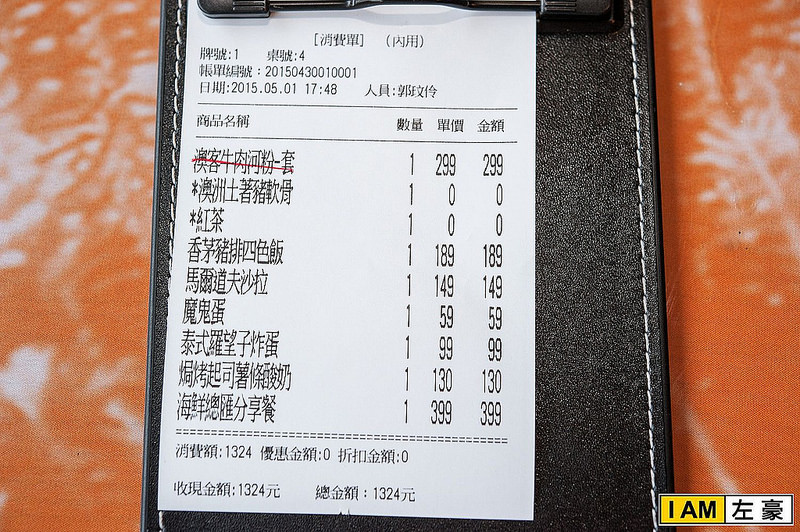 [消費單] (內用)
牌號:1 桌號:4
帳單編號:20150430010001
日期:2015.05.01 17:48 人員:郭玟伶
商品名稱 數量 單價 金額
澳客牛肉河粉-套 1 299 299
*澳洲土著豬軟骨 1 0 0
*紅茶 1 0 0
香茅豬排四色飯 1 189 189
馬爾道夫沙拉 1 149 149
魔鬼蛋 1 59 59
泰式羅望子炸蛋 1 99 99
焗烤起司薯條酸奶 1 130 130
海鮮總匯分享餐 1 399 399
消費額:1324 優惠金額:0 折扣金額:0
收現金額:1324元 總金額:1324元
I AM 左豪